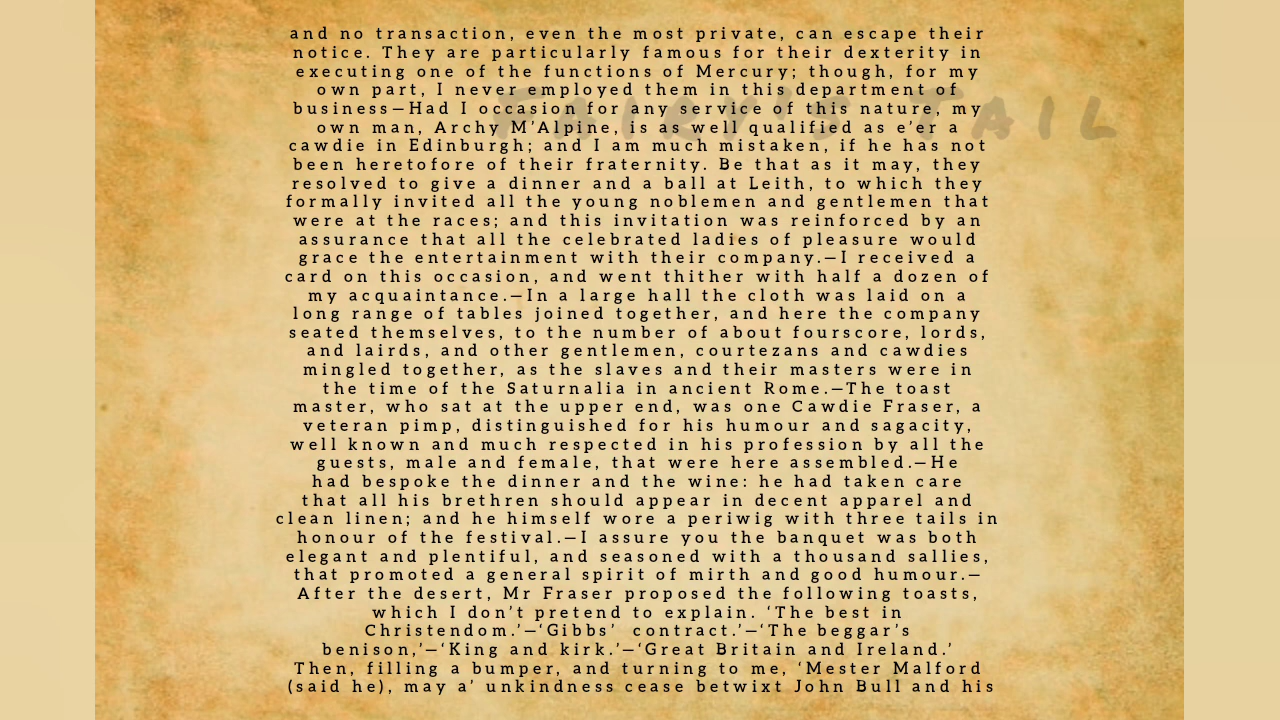 and no transaction, even the most private, can escape their
notice. They are particularly famous for their dexterity in
executing one of the functions of Mercury; though, for my
own part, I never employed them in this department of
business—Had I occasion for any service of this nature, my
own man, Archy M'Alpine, is as well qualified as e'er a
cawdie in Edinburgh; and I am much mistaken, if he has not
been heretofore of their fraternity. Be that as it may, they
resolved to give a dinner and a ball at Leith, to which they
formally invited all the young noblemen and gentlemen that
were at the races; and this invitation was reinforced by an
assurance that all the celebrated ladies of pleasure would
grace the entertainment with their company.—I received a
card on this occasion, and went thither with half a dozen of
my acquaintance.—In a large hall the cloth was laid on a
long range of tables joined together, and here the company
seated themselves, to the number of about fourscore, lords,
and lairds, and other gentlemen, courtezans and cawdies
mingled together, as the slaves and their masters were in
the time of the Saturnalia in ancient Rome.—The toast
master, who sat at the upper end, was one Cawdie Fraser, a
veteran pimp, distinguished for his humour and sagacity,
well known and much respected in his profession by all the
guests, male and female, that were here assembled.—He
had bespoke the dinner and the wine: he had taken care
that all his brethren should appear in decent apparel and
clean linen; and he himself wore a periwig with three tails in
honour of the festival.—I assure you the banquet was both
elegant and plentiful, and seasoned with a thousand sallies,
that promoted a general spirit of mirth and good humour.—
After the desert, Mr Fraser proposed the following toasts,
which I don't pretend to explain. 'The best in
Christendom.'—'Gibbs' contract.'—'The beggar's
benison,'—'King and kirk.'—'Great Britain and Ireland.'
Then, filling a bumper, and turning to me, 'Mester Malford
(said he), may a' unkindness cease betwixt John Bull and his
FAIRY'S TAIL